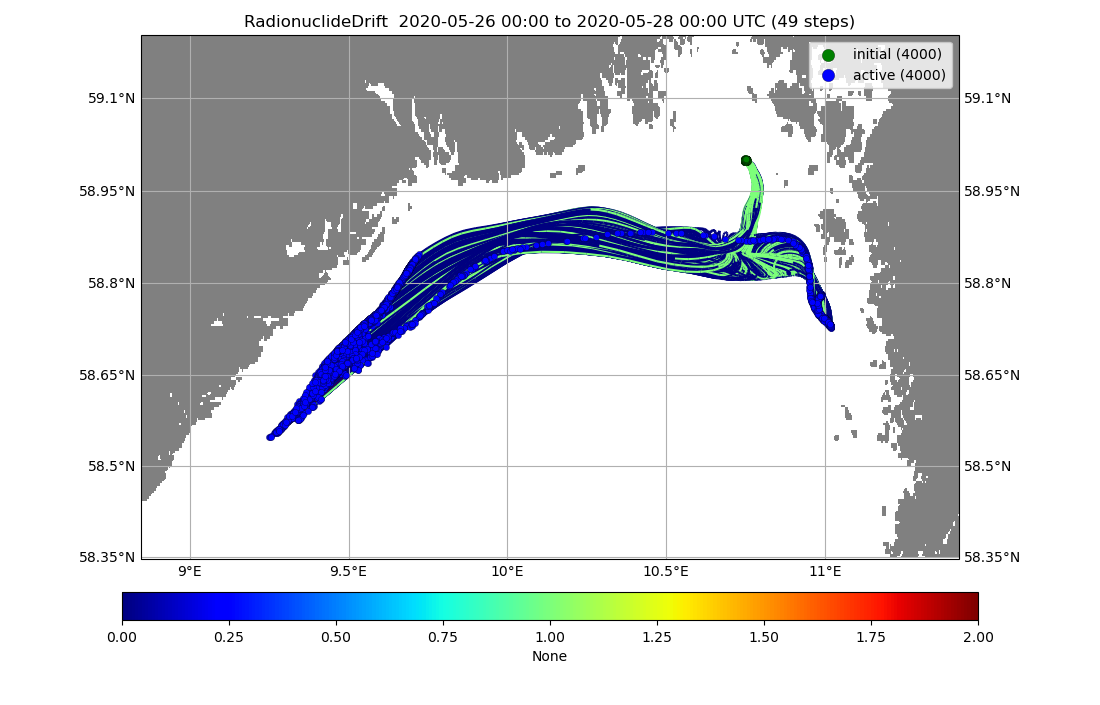 RadionuclideDrift 2020-05-26 00:00 to 2020-05-28 00:00 UTC (49 steps)
initial (4000)
active (4000)
59.1°N 59.1°N
58.95°N 58.95°N
58.8°N 58.8°N
58.65°N 58.65°N
58.5°N 58.5°N
58.35°N 58.35°N
9°E 9.5°E 10°E 10.5°E 11°E
0.00 0.25 0.50 0.75 1.00 1.25 1.50 1.75 2.00
None